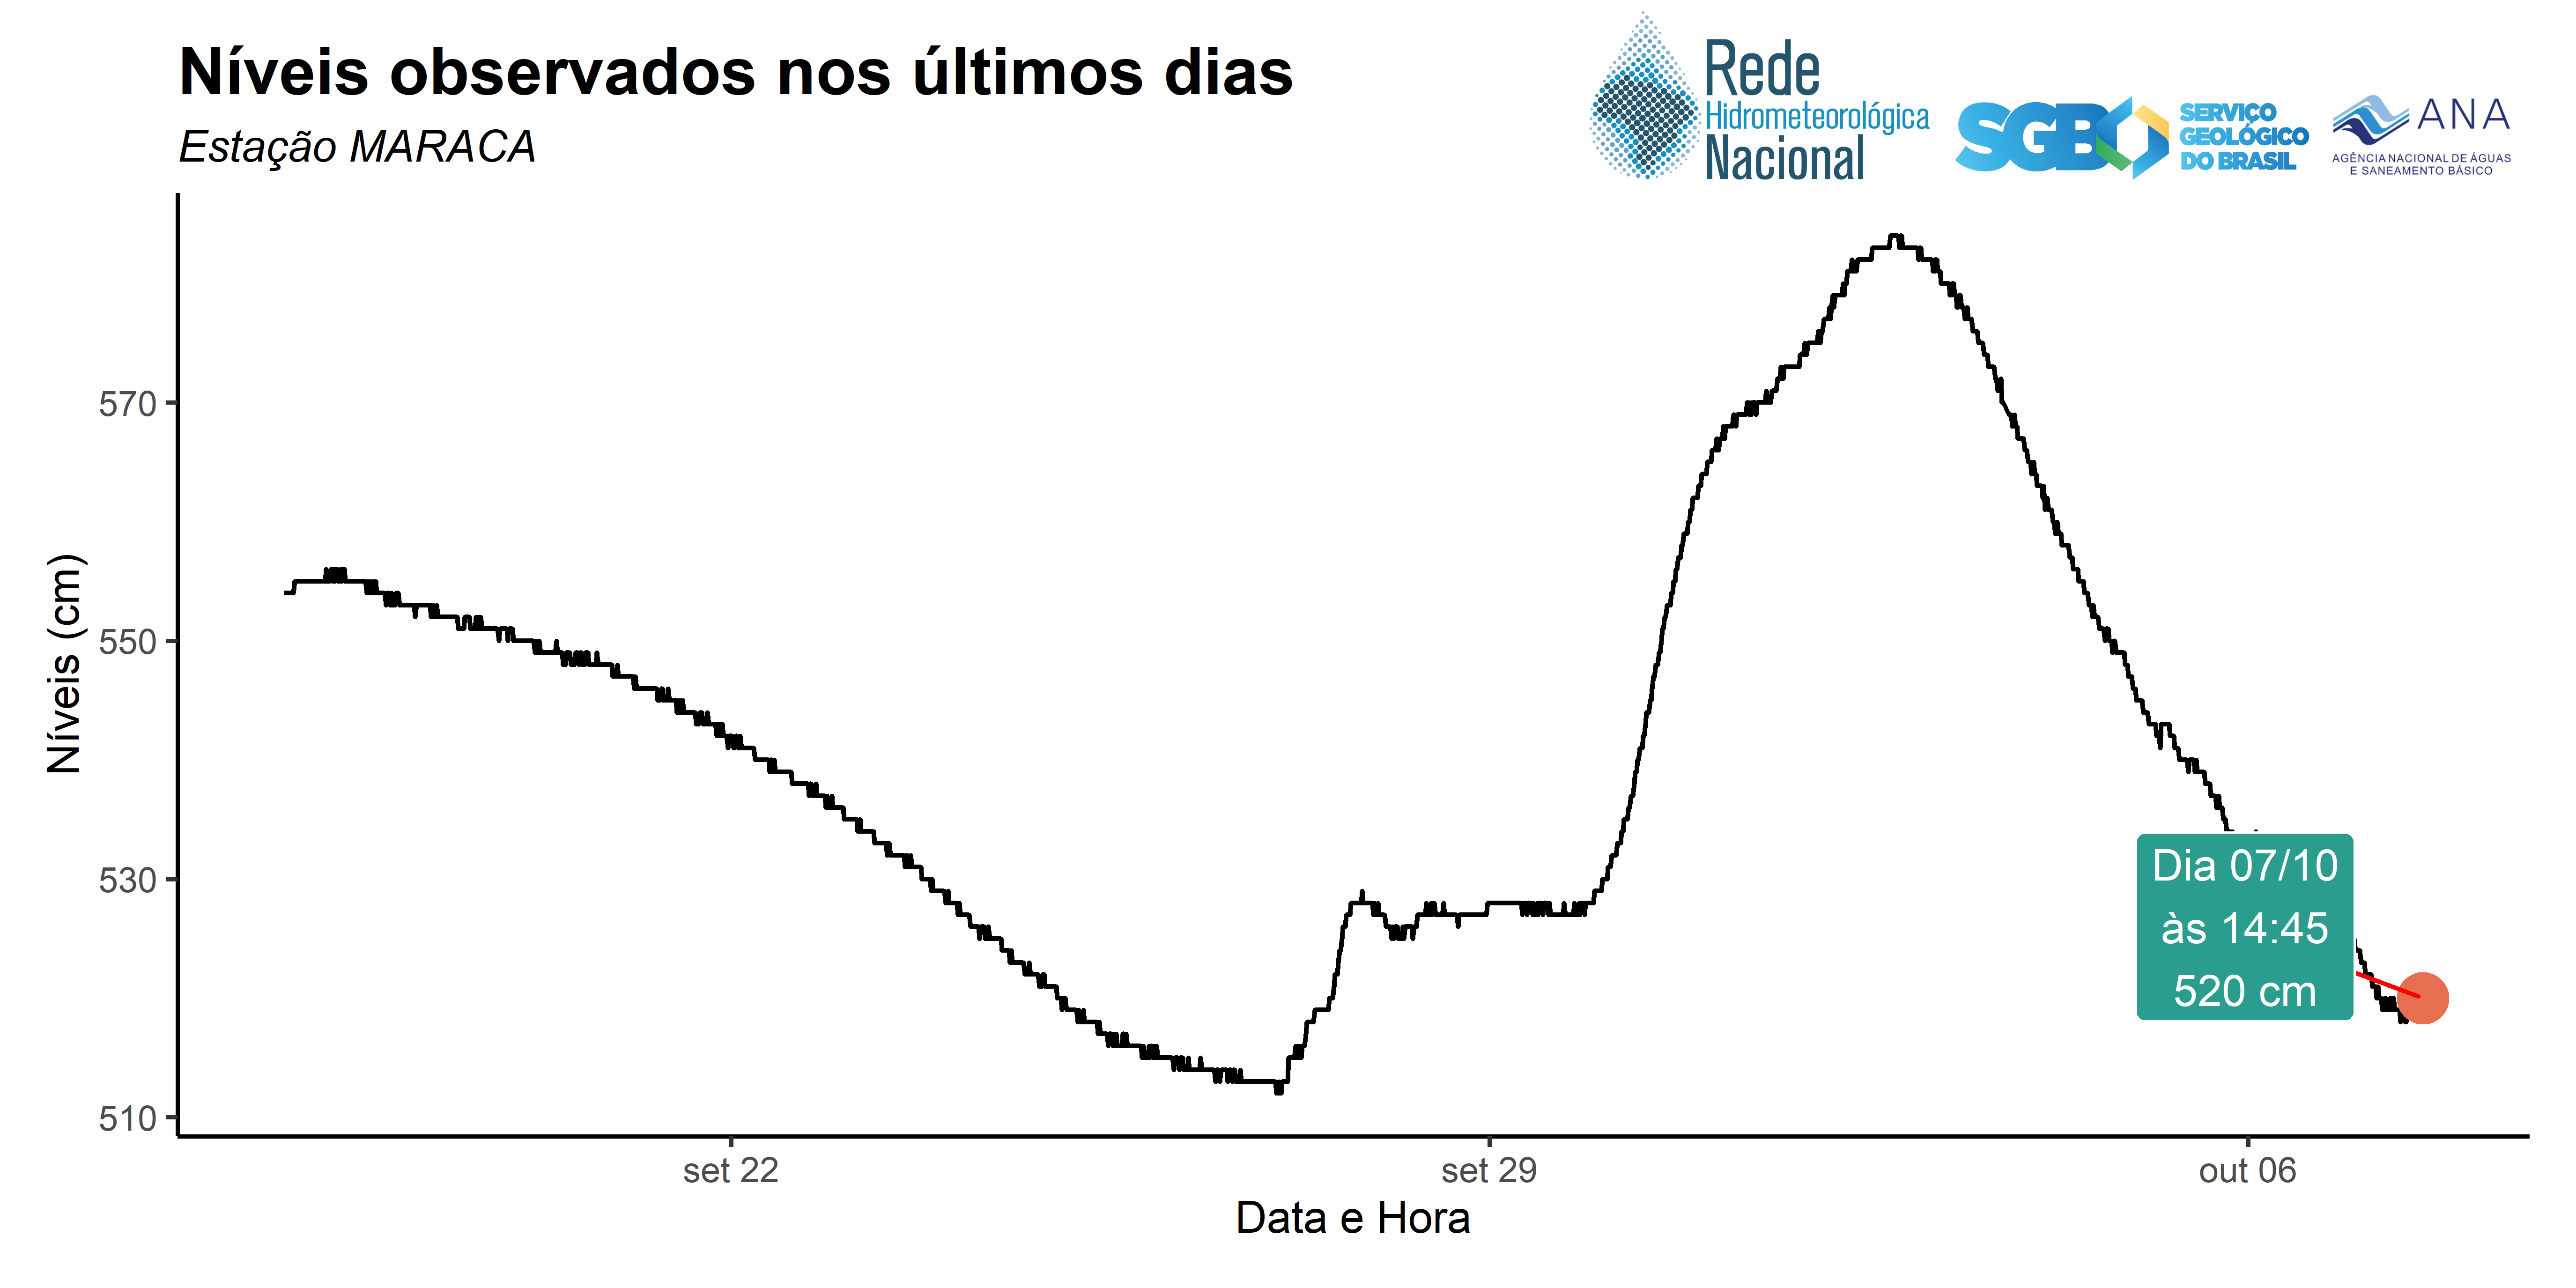 Níveis observados nos últimos dias
Estação MARACA
Rede
Hidrometeorológica
Nacional
SGB
SERVIÇO
GEOLÓGICO
DO BRASIL
ANA
AGÊNCIA NACIONAL DE ÁGUAS
E SANEAMENTO BÁSICO
Níveis (cm)
570
550
530
510
Dia 07/10
às 14:45
520 cm
set 22
set 29
out 06
Data e Hora